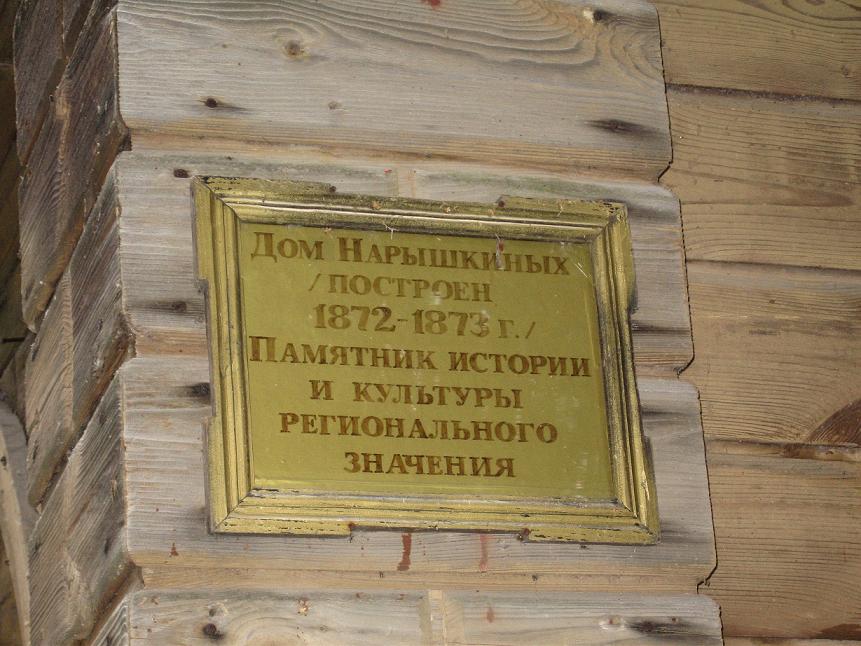 Дом Нарышкиных
/построен
1872-1873 г./
Памятник истории
и культуры
регионального
значения